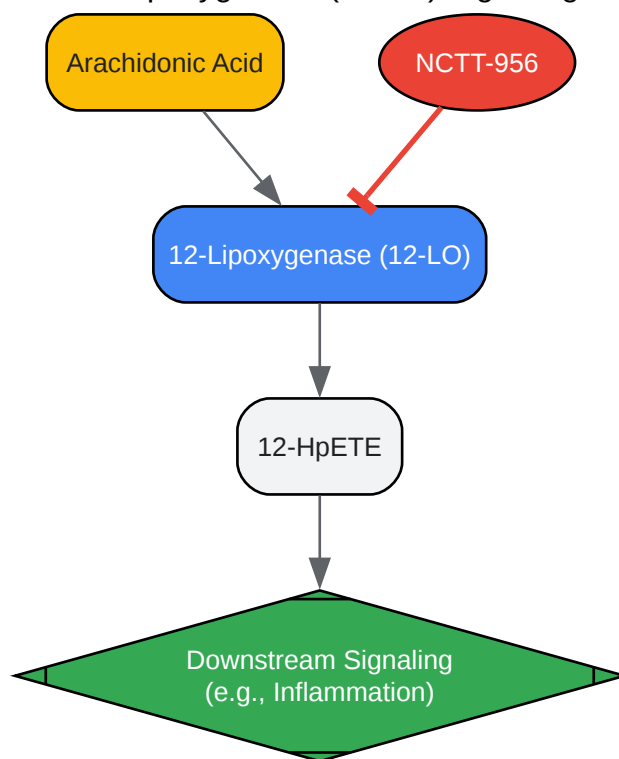 Arachidonic Acid
NCTT-956
12-Lipoxygenase (12-LO)
12-HpETE
Downstream Signaling
(e.g., Inflammation)